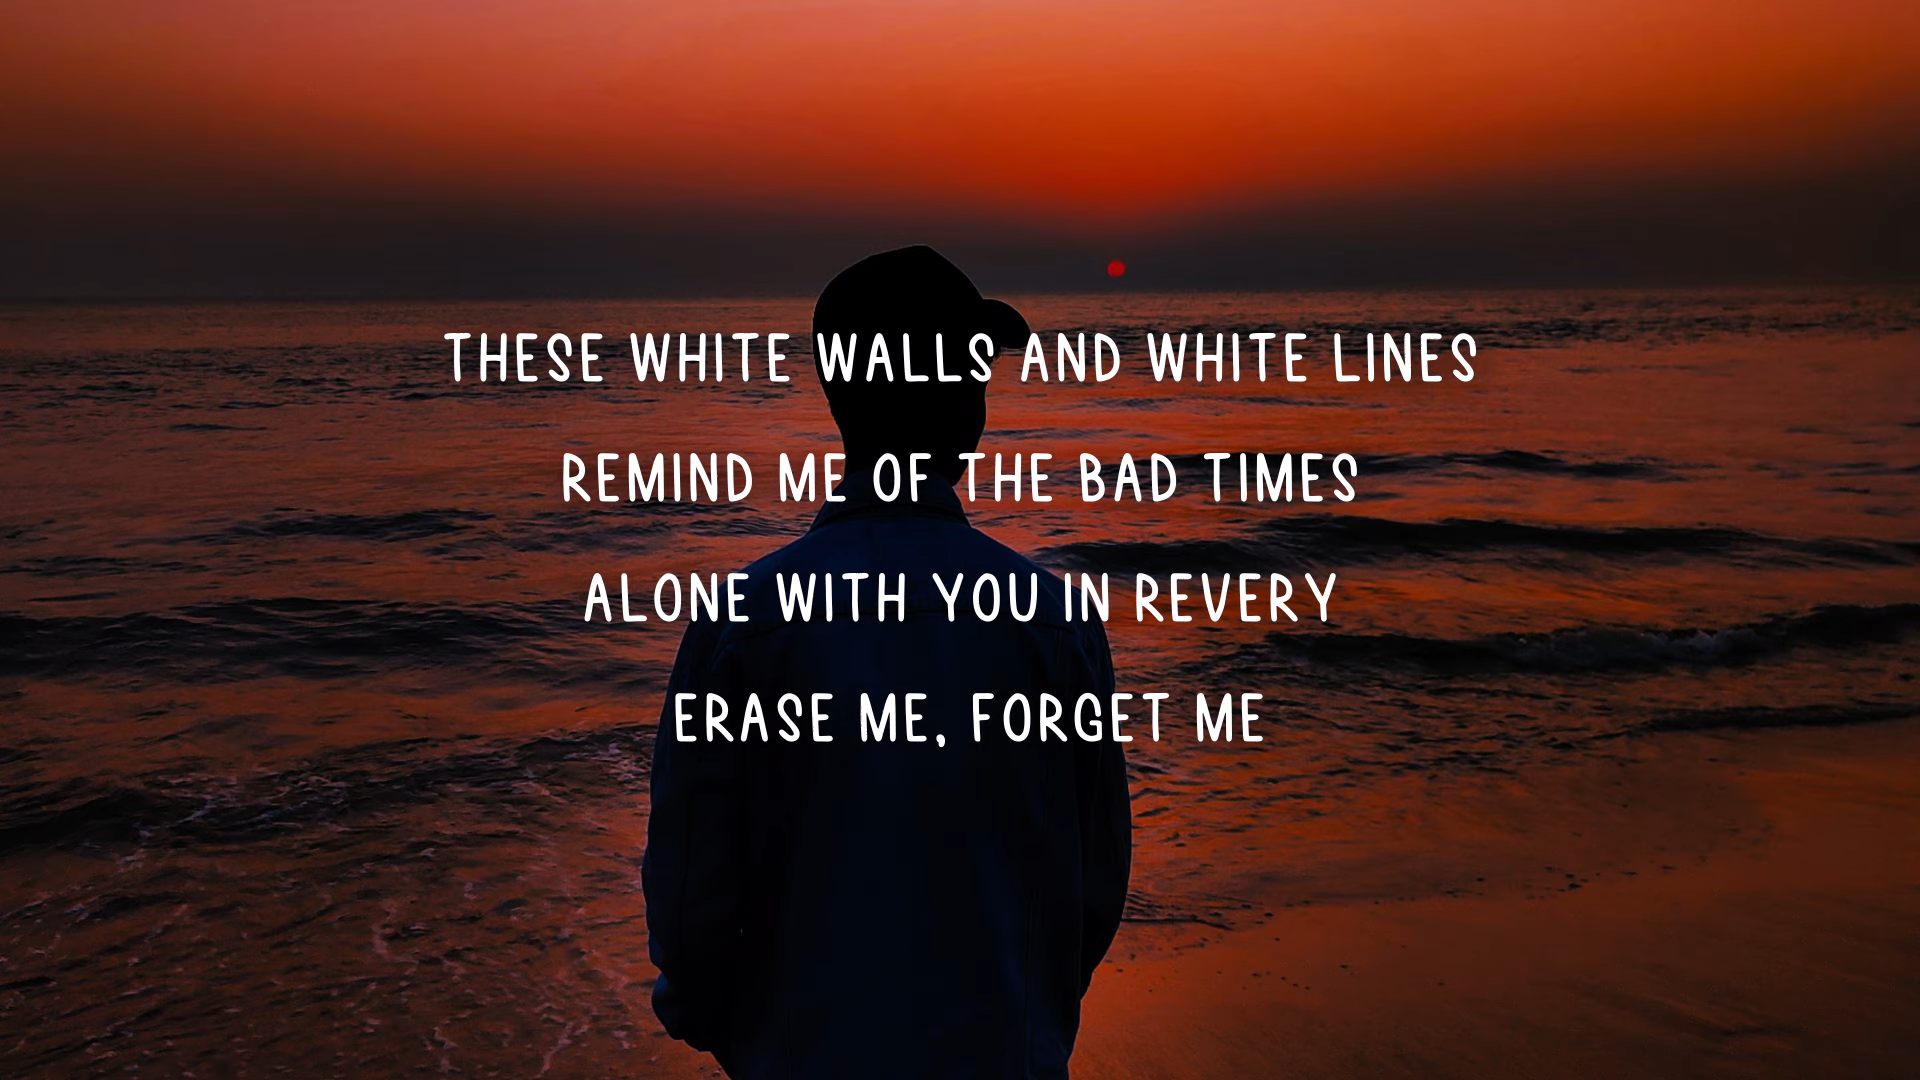 THESE WHITE WALLS AND WHITE LINES
REMIND ME OF THE BAD TIMES
ALONE WITH YOU IN REVERY
ERASE ME, FORGET ME